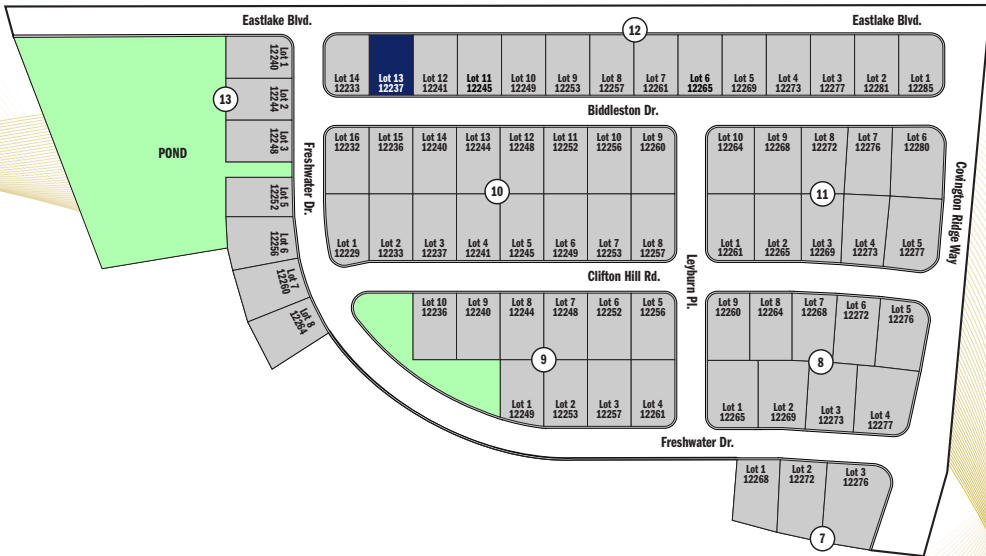 Eastlake Blvd.
Eastlake Blvd.
12
Lot 14
12233
Lot 13
12237
Lot 12
12241
Lot 11
12245
Lot 10
12249
Lot 9
12253
Lot 8
12257
Lot 7
12261
Lot 6
12265
Lot 5
12269
Lot 4
12273
Lot 3
12277
Lot 2
12281
Lot 1
12285
Biddleston Dr.
13
Lot 1
12240
Lot 2
12244
Lot 3
12248
Lot 5
12252
Lot 6
12256
Lot 7
12260
Lot 8
12264
POND
Freshwater Dr.
Lot 16
12232
Lot 15
12236
Lot 14
12240
Lot 13
12244
Lot 12
12248
Lot 11
12252
Lot 10
12256
Lot 9
12260
10
Lot 1
12229
Lot 2
12233
Lot 3
12237
Lot 4
12241
Lot 5
12245
Lot 6
12249
Lot 7
12253
Lot 8
12257
Lot 10
12264
Lot 9
12268
Lot 8
12272
Lot 7
12276
Lot 6
12280
11
Lot 1
12261
Lot 2
12265
Lot 3
12269
Lot 4
12273
Lot 5
12277
Covington Ridge Way
Clifton Hill Rd.
Leyburn Pl.
Lot 10
12236
Lot 9
12240
Lot 8
12244
Lot 7
12248
Lot 6
12252
Lot 5
12256
9
Lot 1
12249
Lot 2
12253
Lot 3
12257
Lot 4
12261
Lot 9
12260
Lot 8
12264
Lot 7
12268
Lot 6
12272
Lot 5
12276
8
Lot 1
12265
Lot 2
12269
Lot 3
12273
Lot 4
12277
Freshwater Dr.
Lot 1
12268
Lot 2
12272
Lot 3
12276
7